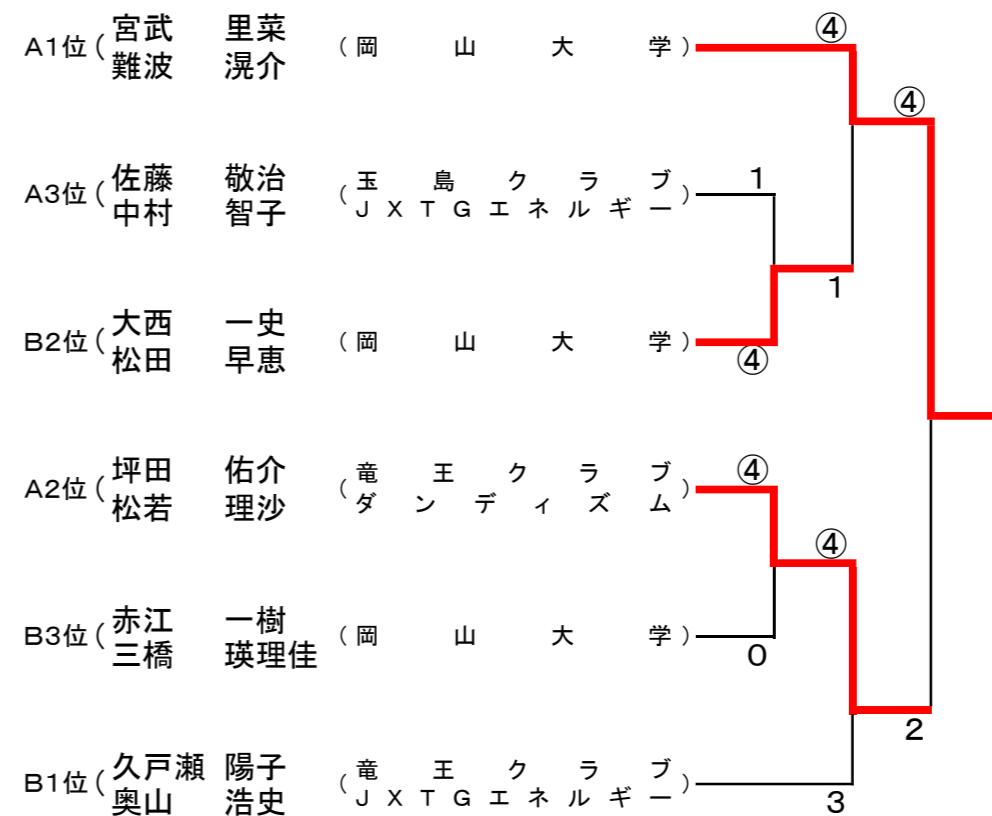 ④
A1位 ( 宮武 里菜 ( 岡山大学 )
難波 滉介
④
A3位 ( 佐藤 敬治 ( 玉島クラブ ) 1
中村 智子 JXTGエネルギー
1
B2位 ( 大西 一史 ( 岡山大学 )
松田 早恵 ④
A2位 ( 坪田 佑介 ( 竜王クラブ ) ④
松若 理沙 ダンディズム
④
B3位 ( 赤江 一樹 ( 岡山大学 )
三橋 瑛理佳 0
2
B1位 ( 久戸瀬 陽子 ( 竜王クラブ )
奥山 浩史 JXTGエネルギー 3